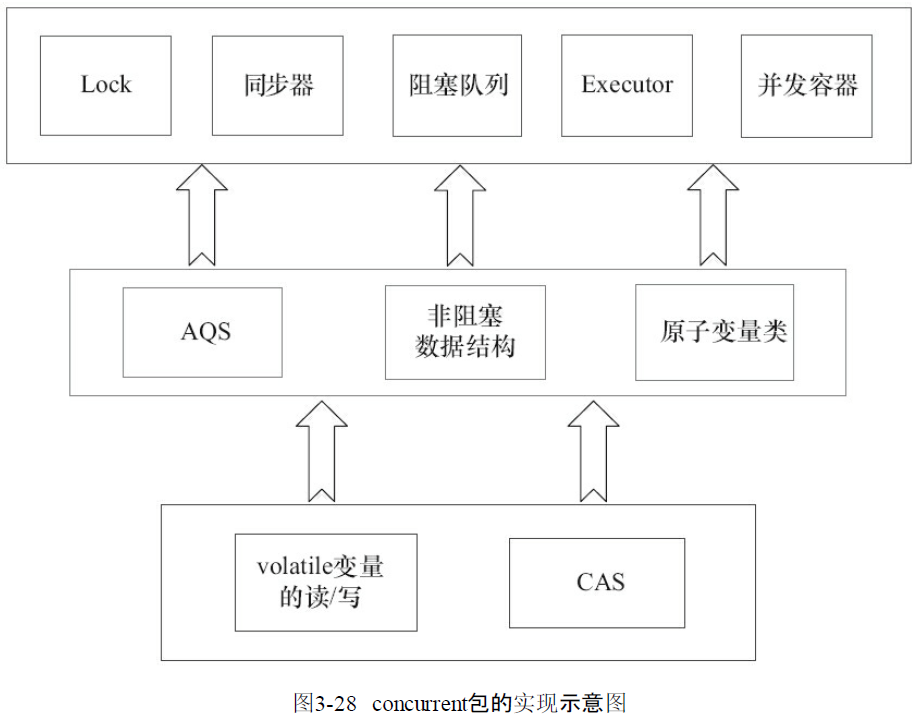 Lock
同步器
阻塞队列
Executor
并发容器
AQS
非阻塞
数据结构
原子变量类
volatile变量
的读/写
CAS
图3-28 concurrent包的实现示意图